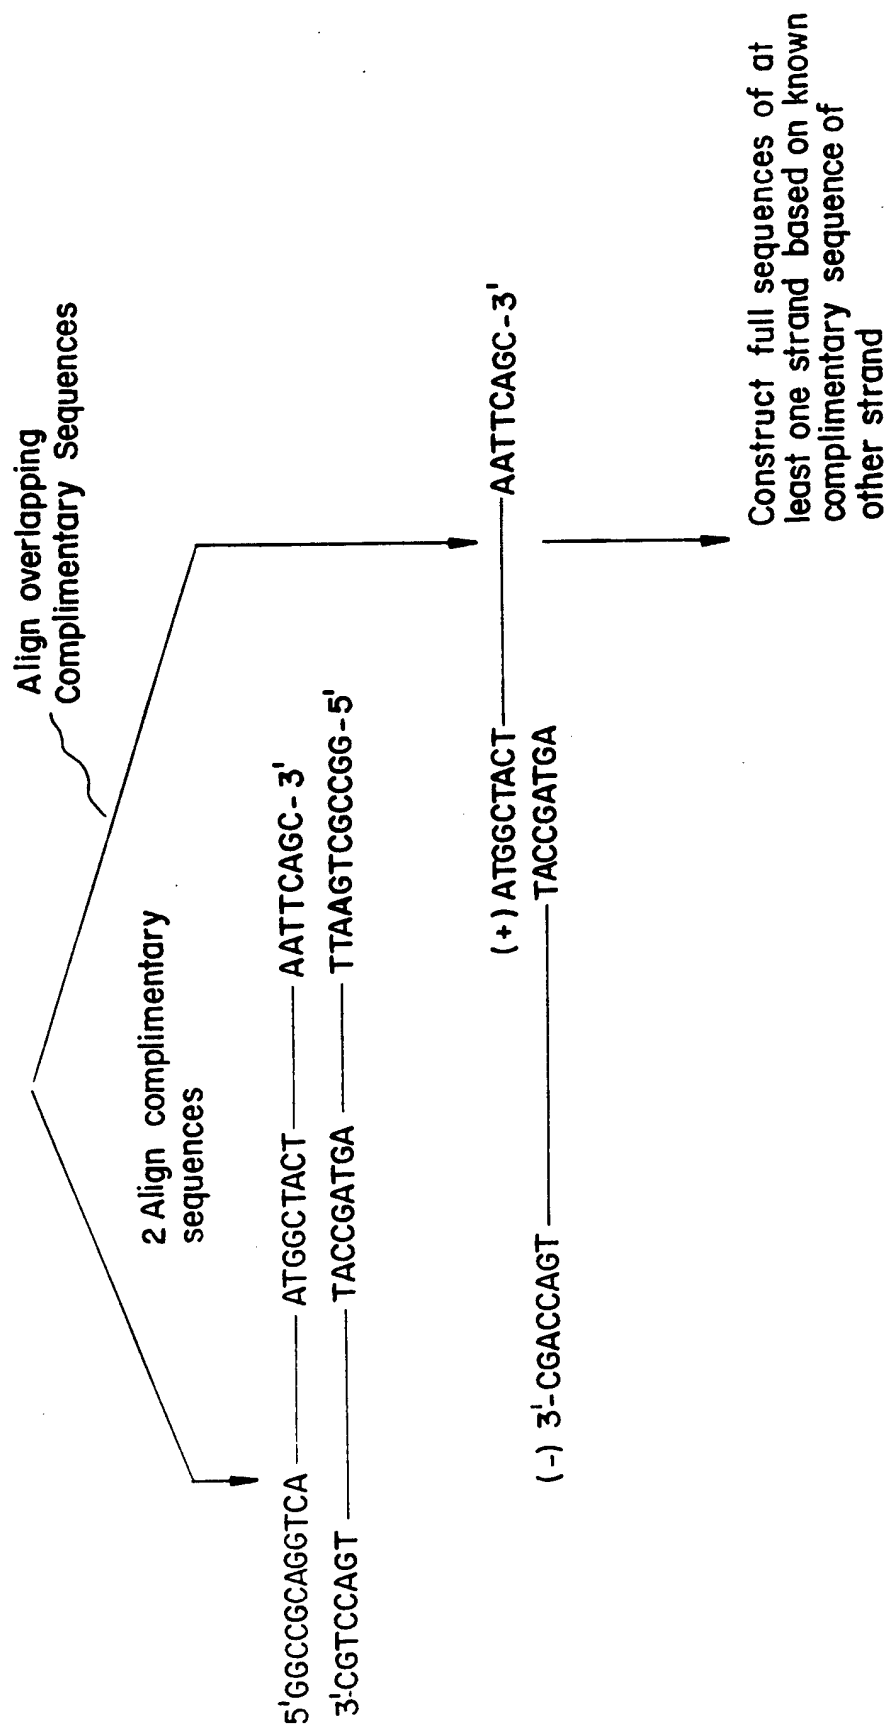 Align overlapping
Complimentary Sequences
2 Align complimentary
sequences
5'GGCCGCAGGTCA ATGGCTACT AATTCAGC-3'
3'-CGTCCAGT TACCGATGA TTAAGTCGCCGG-5'
(+) ATGGCTACT AATTCAGC-3'
(-) 3'-CGACCAGT TACCGATGA
Construct full sequences of at
least one strand based on known
complimentary sequence of
other strand